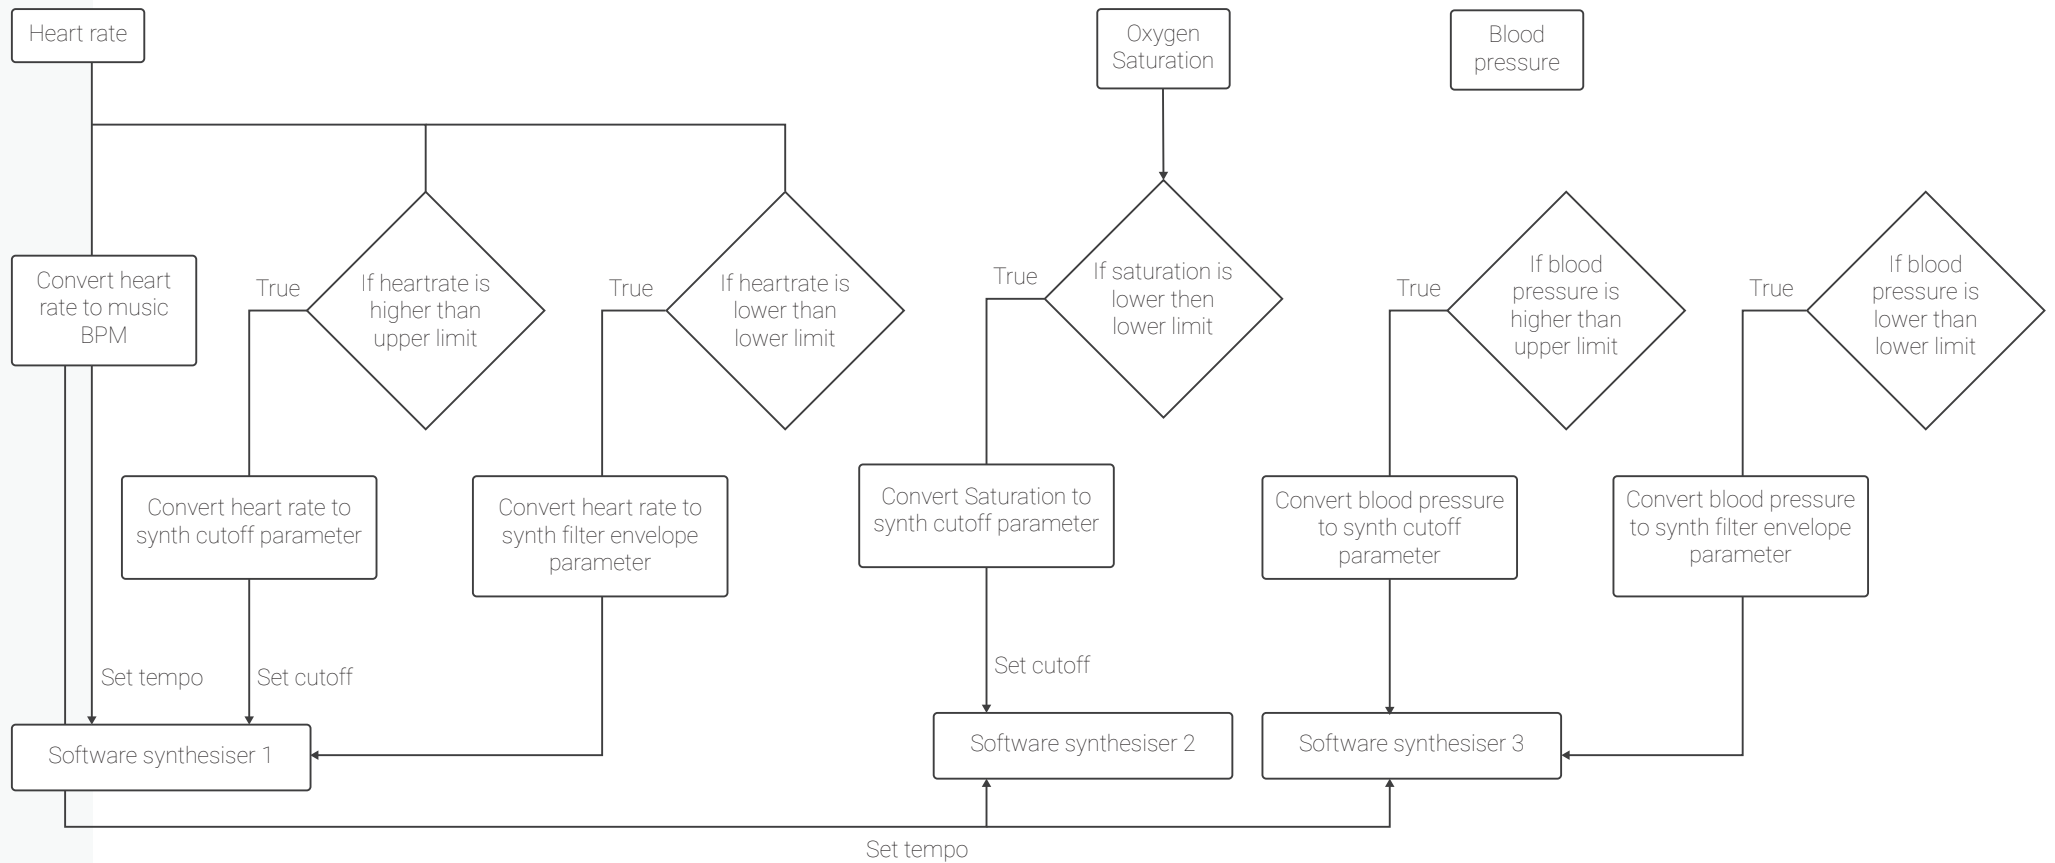 Heart rate
Oxygen
Saturation
Blood
pressure
Convert heart
rate to music
BPM
True
If heartrate is
higher than
upper limit
True
If heartrate is
lower than
lower limit
True
If saturation is
lower then
lower limit
True
If blood
pressure is
higher than
upper limit
True
If blood
pressure is
lower than
lower limit
Convert heart rate to
synth cutoff parameter
Convert heart rate to
synth filter envelope
parameter
Convert Saturation to
synth cutoff parameter
Convert blood pressure
to synth cutoff
parameter
Convert blood pressure
to synth filter envelope
parameter
Set tempo
Set cutoff
Set cutoff
Software synthesiser 1
Software synthesiser 2
Software synthesiser 3
Set tempo